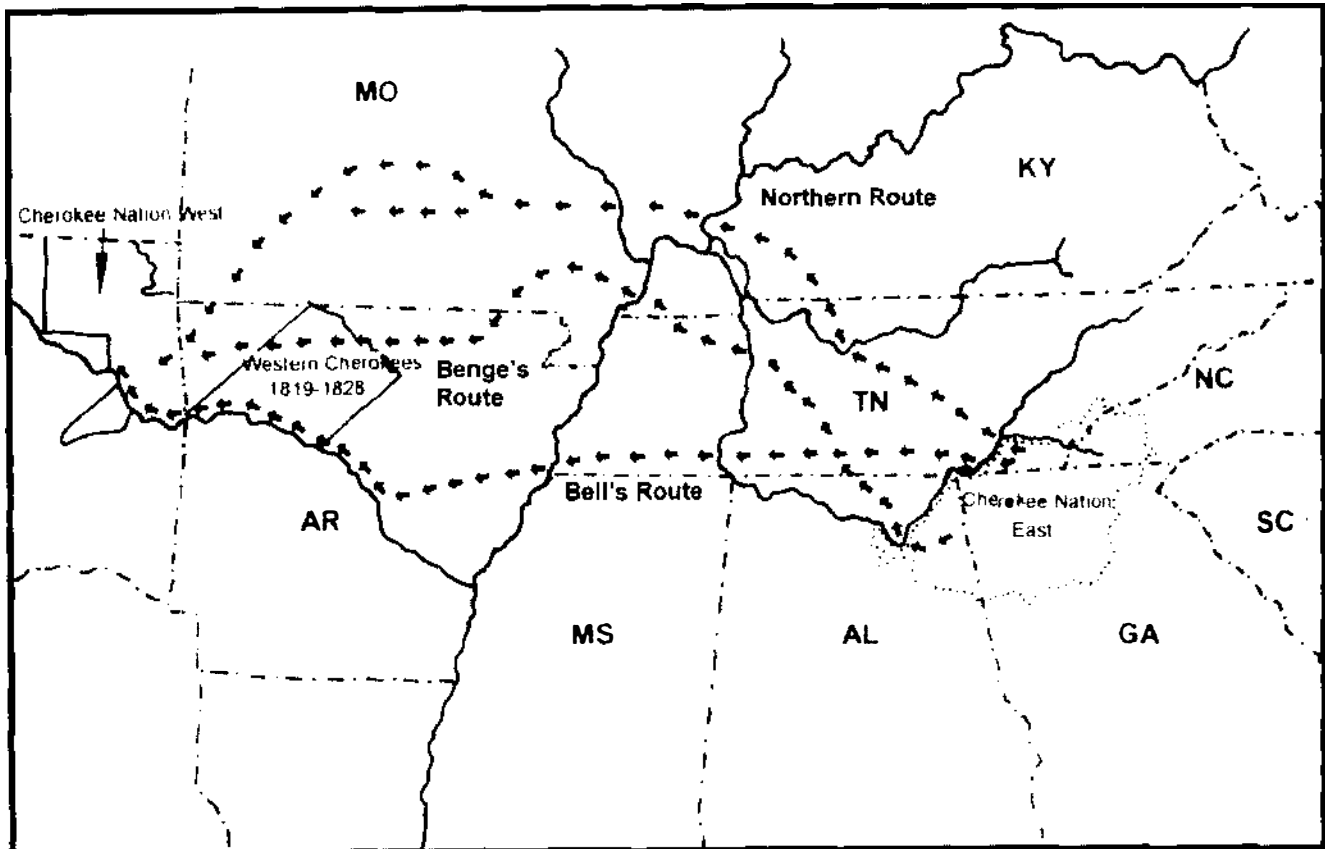 MO
KY
Northern Route
Cherokee Nation West
Western Cherokees
1819-1828
Benge's
Route
TN
NC
Bell's Route
Cherokee Nation
East
AR
SC
MS
AL
GA